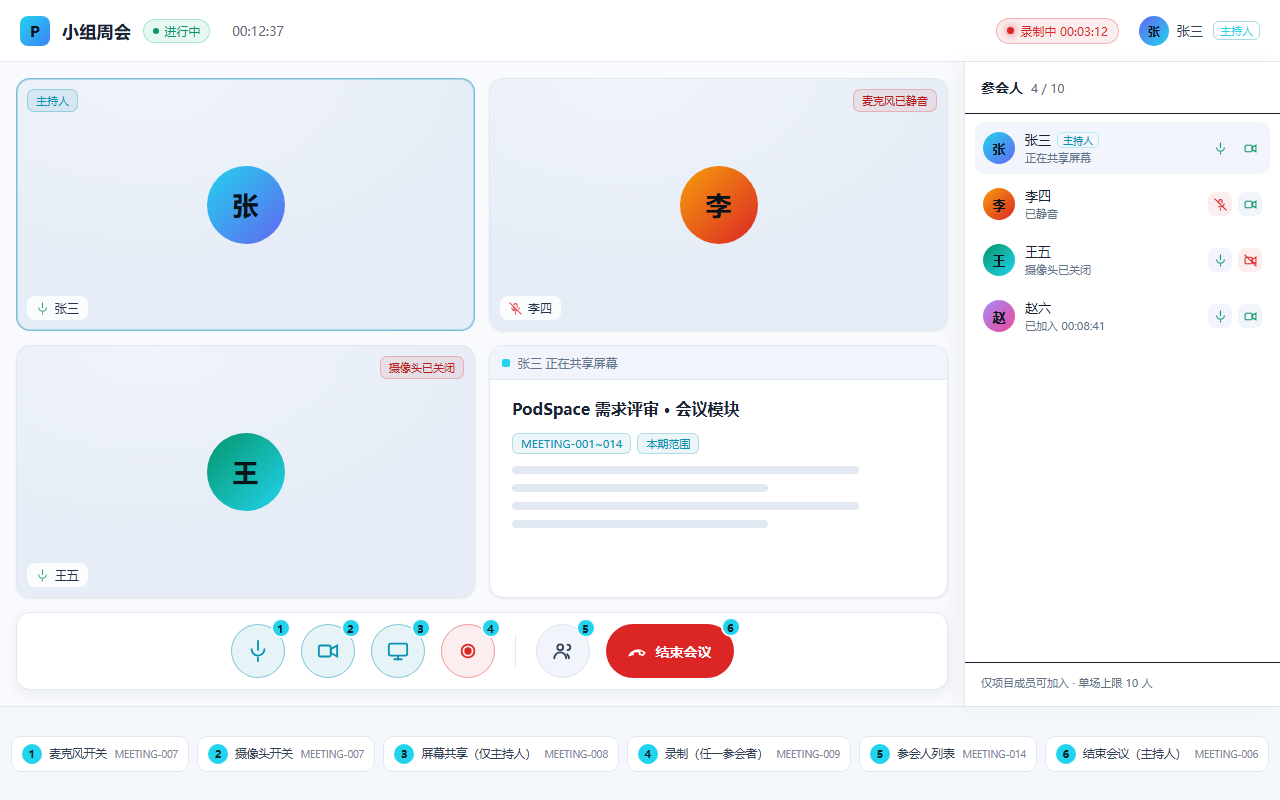 P 小组周会 进行中 00:12:37
录制中 00:03:12 张 张三 主持人
主持人
张
张三
麦克风已静音
李
李四
摄像头已关闭
王
王五
张三 正在共享屏幕
PodSpace 需求评审 • 会议模块
MEETING-001~014 本期范围
1 2 3 4 5 6
结束会议
参会人 4 / 10
张 张三 主持人
正在共享屏幕
李 李四
已静音
王 王五
摄像头已关闭
赵 赵六
已加入 00:08:41
仅项目成员可加入 · 单场上限 10 人
1 麦克风开关 MEETING-007
2 摄像头开关 MEETING-007
3 屏幕共享（仅主持人） MEETING-008
4 录制（任一参会者） MEETING-009
5 参会人列表 MEETING-014
6 结束会议（主持人） MEETING-006